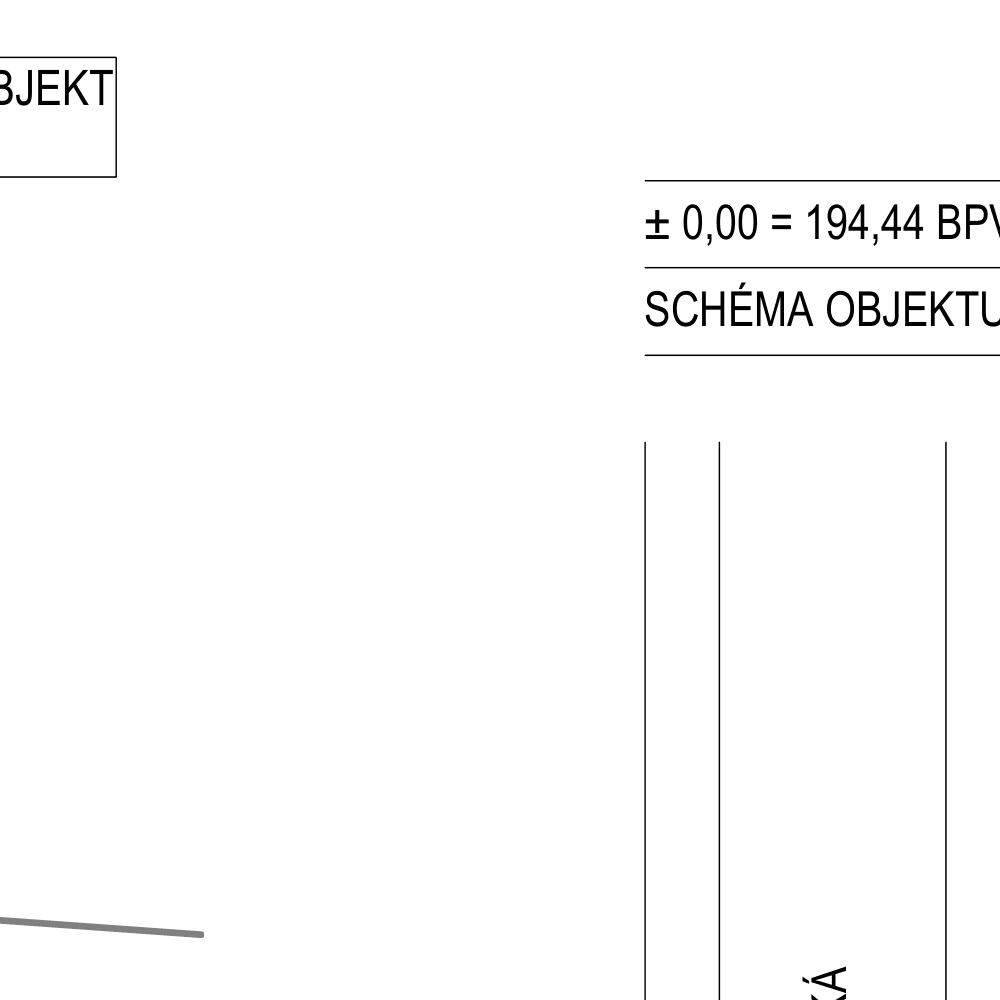 BJEKT
± 0,00 = 194,44 BPV
SCHÉMA OBJEKTU
KÁ